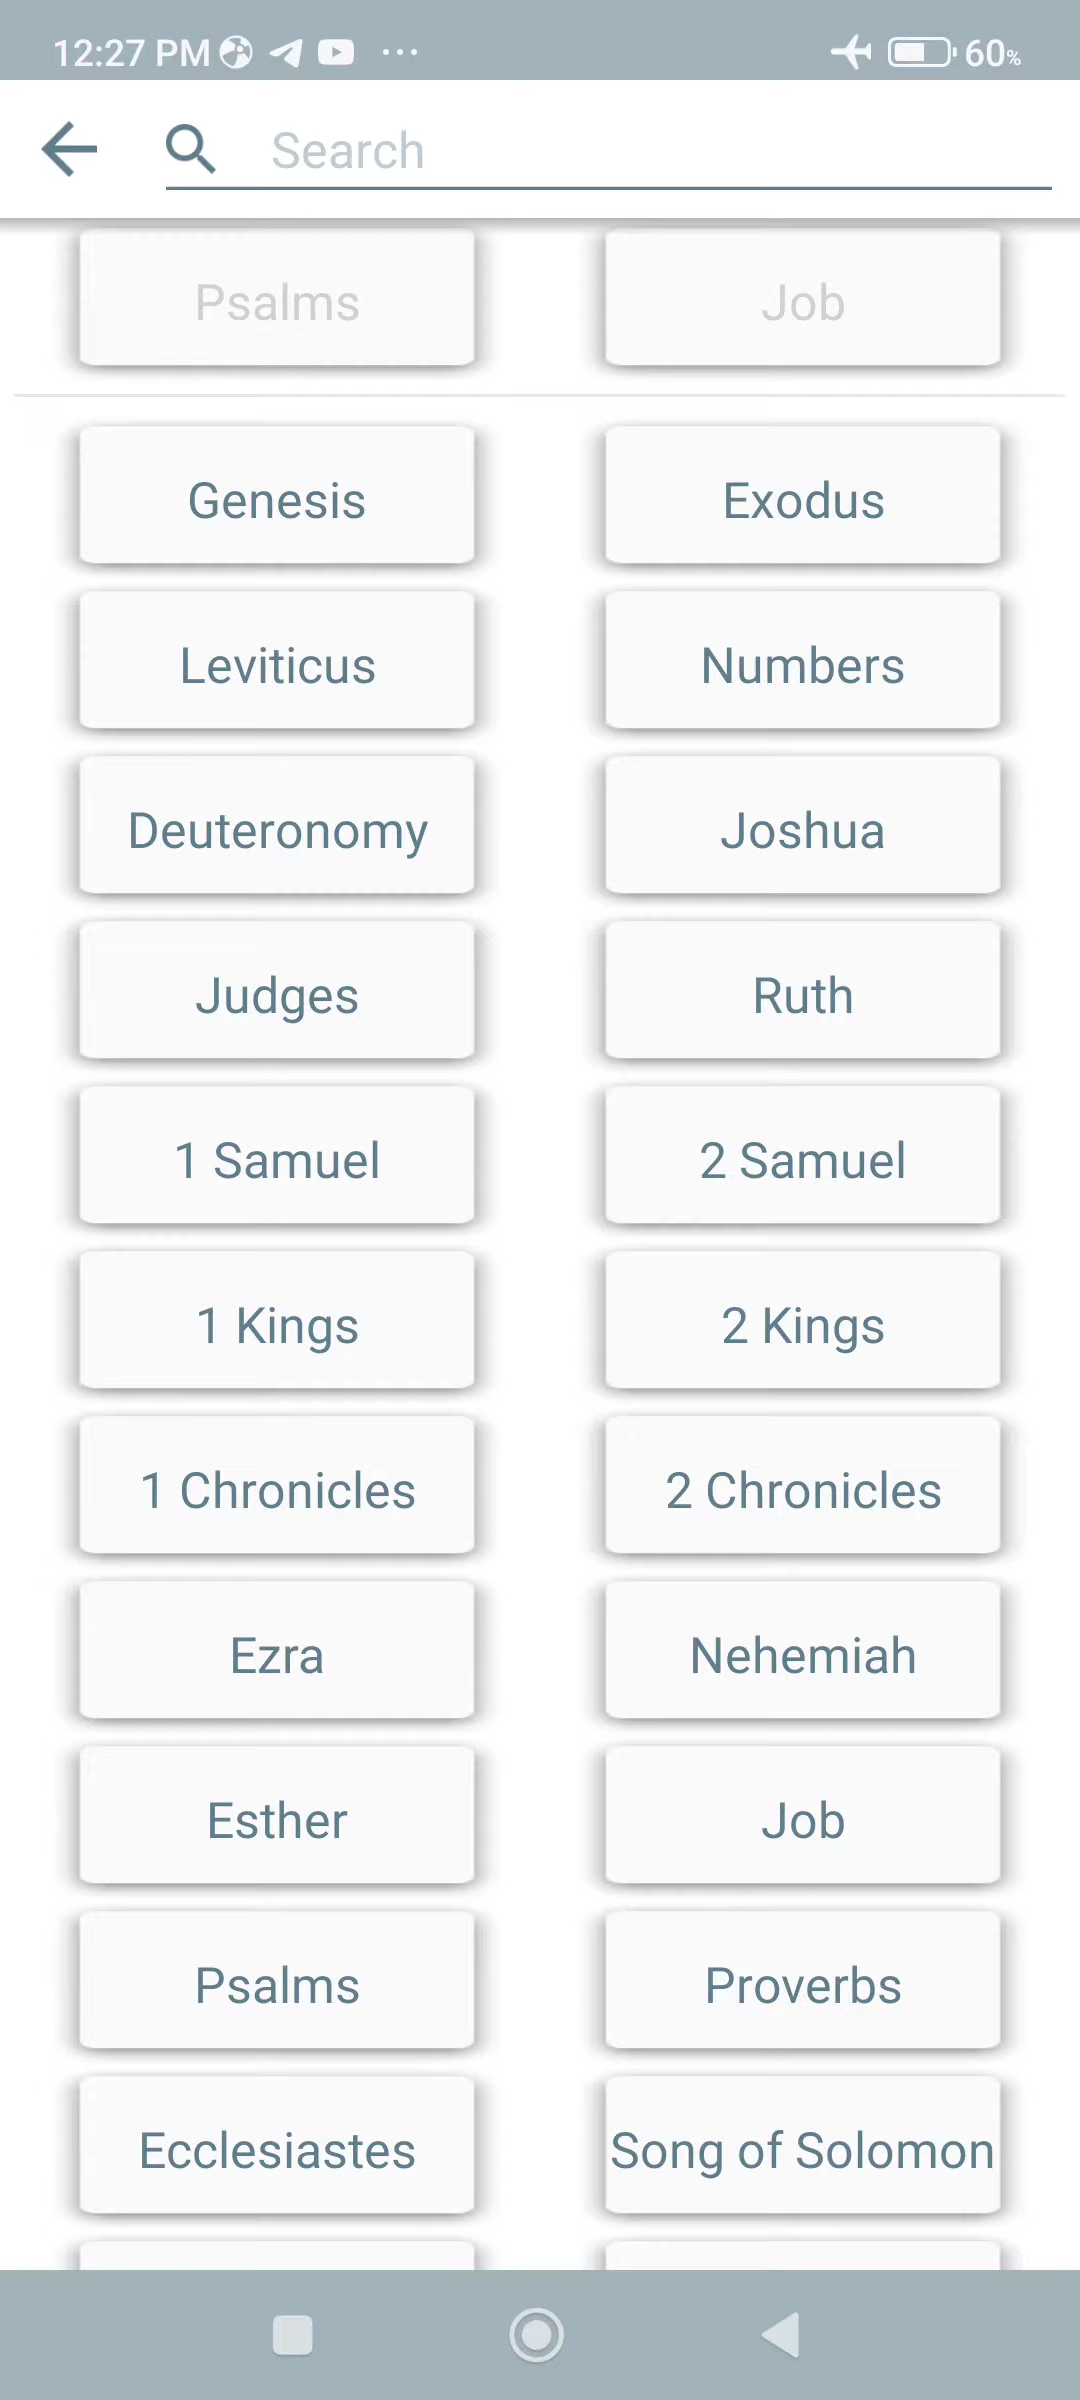 12:27 PM 60%
Search
Psalms Job
Genesis Exodus
Leviticus Numbers
Deuteronomy Joshua
Judges Ruth
1 Samuel 2 Samuel
1 Kings 2 Kings
1 Chronicles 2 Chronicles
Ezra Nehemiah
Esther Job
Psalms Proverbs
Ecclesiastes Song of Solomon